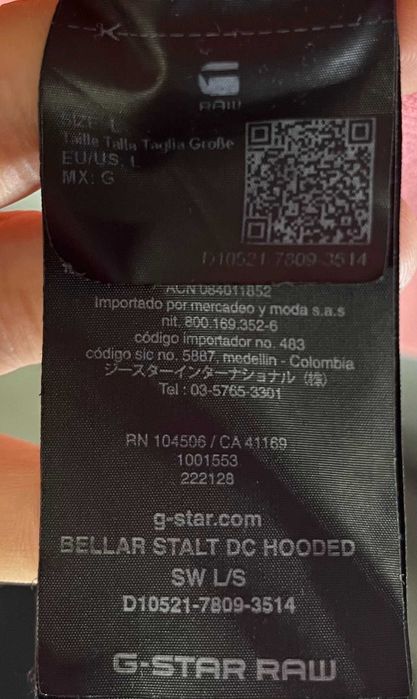 RAW
SIZE: L
Taille Talla Taglia Größe
EU/US: L
MX: G
D10521-7809-3514
ACN 084011852
Importado por mercadeo y moda s.a.s
nit. 800.169.352-6
código importador no. 483
código sic no. 5887, medellin - Colombia
ジースターインターナショナル（株）
Tel : 03-5765-3301
RN 104506 / CA 41169
1001553
222128
g-star.com
BELLAR STALT DC HOODED
SW L/S
D10521-7809-3514
G-STAR RAW